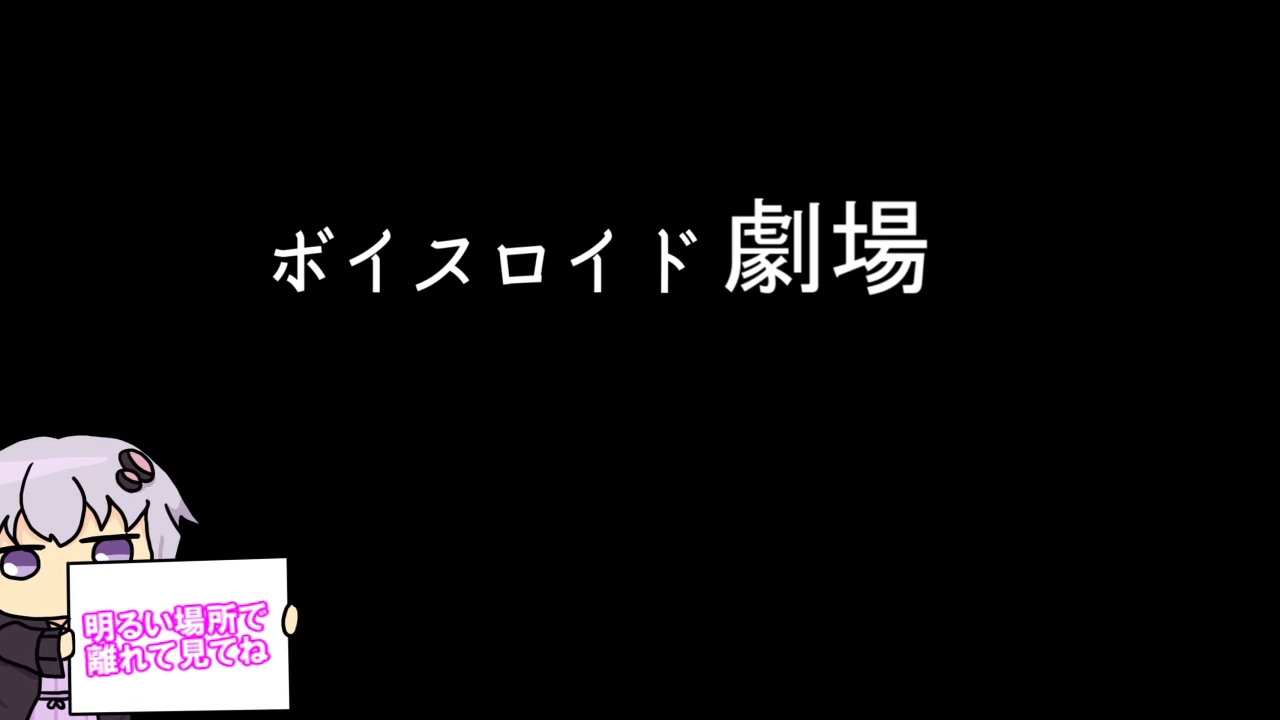 ボイスロイド劇場
明るい場所で
離れて見てね